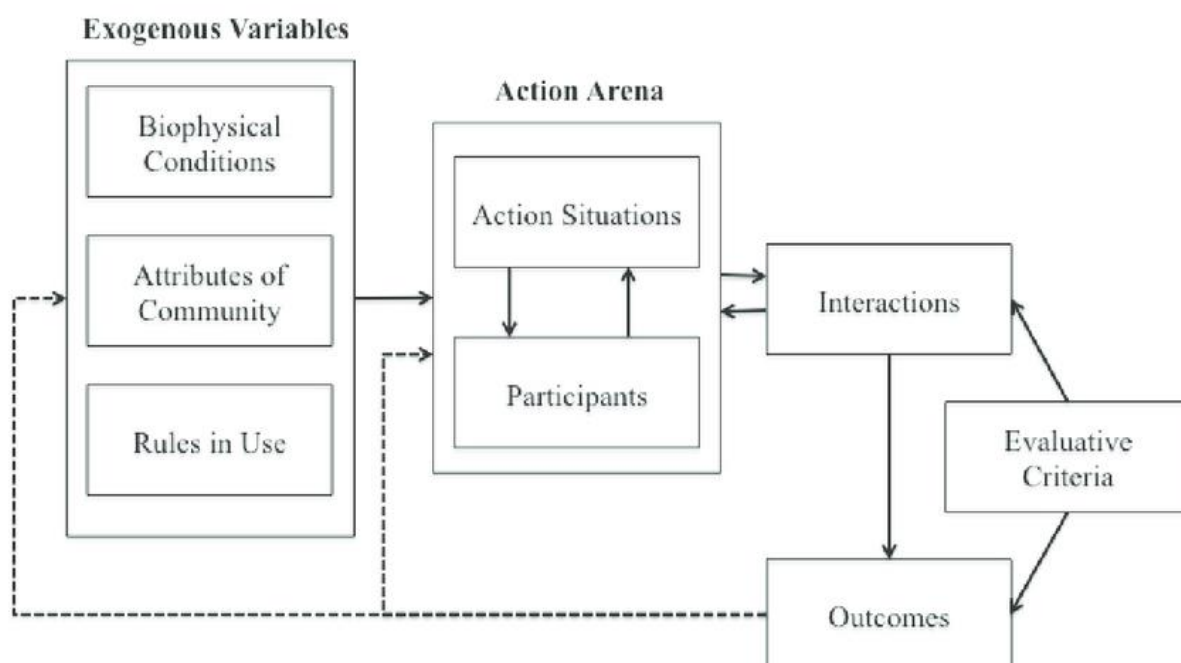 Exogenous Variables
Biophysical
Conditions
Attributes of
Community
Rules in Use
Action Arena
Action Situations
Participants
Interactions
Evaluative
Criteria
Outcomes